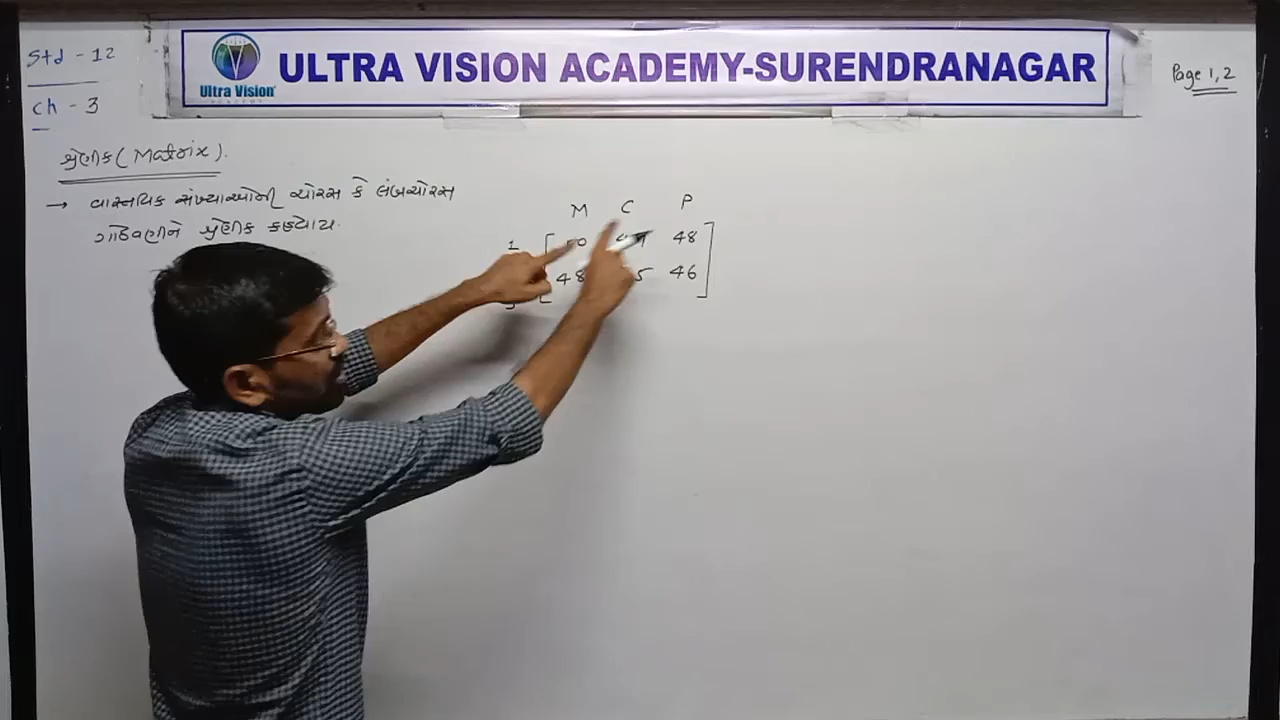 Std - 12
ch - 3
Ultra Vision
ULTRA VISION ACADEMY-SURENDRANAGAR
Page 1,2
શ્રેણીક (Matrix).
→ વાસ્તવિક સંખ્યાઓની ચોરસ કે લંબચોરસ
ગોઠવણીને શ્રેણીક કહેવાય.
M C P
1 48
48 5 46